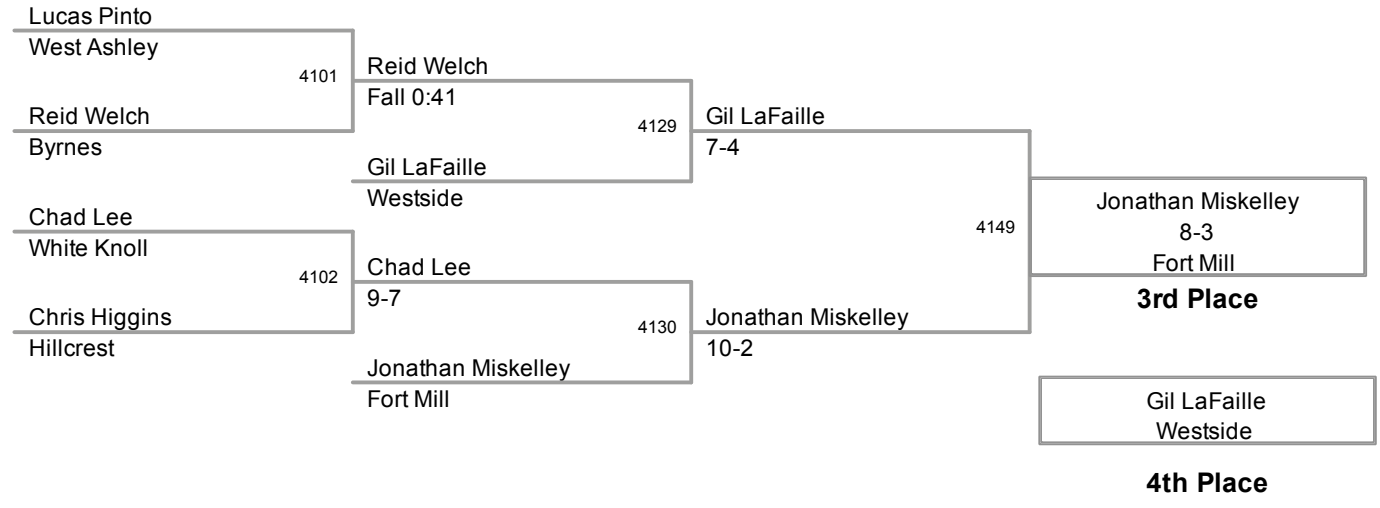 Lucas Pinto
West Ashley
4101
Reid Welch
Byrnes
Chad Lee
White Knoll
4102
Chris Higgins
Hillcrest
Reid Welch
Fall 0:41
4129
Gil LaFaille
Westside
Chad Lee
9-7
4130
Jonathan Miskelley
Fort Mill
Gil LaFaille
7-4
4149
Jonathan Miskelley
10-2
Jonathan Miskelley
8-3
Fort Mill
3rd Place
Gil LaFaille
Westside
4th Place